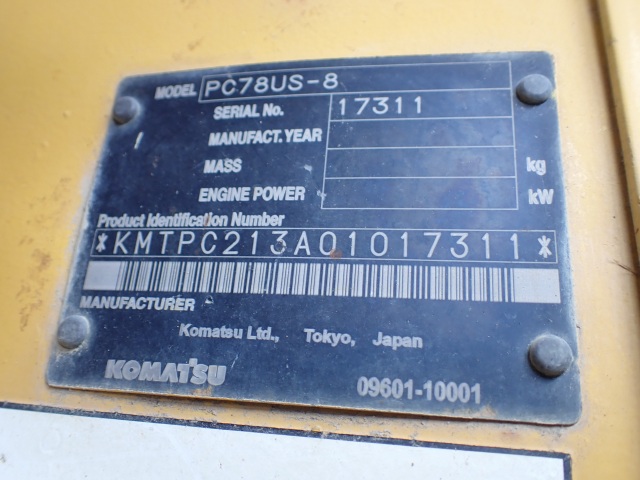 MODEL PC78US-8
SERIAL No. 17311
MANUFACT. YEAR
MASS kg
ENGINE POWER kW
Product Identification Number
*KMTPC213A01017311*
MANUFACTURER
Komatsu Ltd., Tokyo, Japan
KOMATSU 09601-10001